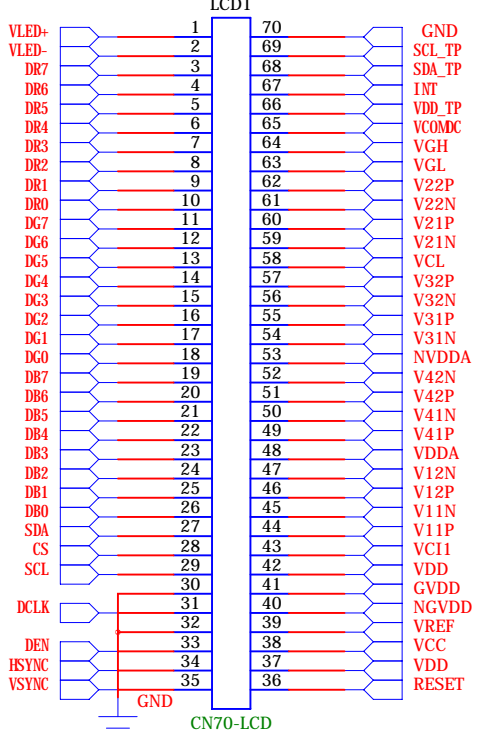 LCD1
VLED+ 1 70 GND
VLED- 2 69 SCL_TP
DR7 3 68 SDA_TP
DR6 4 67 INT
DR5 5 66 VDD_TP
DR4 6 65 VCOMDC
DR3 7 64 VGH
DR2 8 63 VGL
DR1 9 62 V22P
DR0 10 61 V22N
DG7 11 60 V21P
DG6 12 59 V21N
DG5 13 58 VCL
DG4 14 57 V32P
DG3 15 56 V32N
DG2 16 55 V31P
DG1 17 54 V31N
DG0 18 53 NVDDA
DB7 19 52 V42N
DB6 20 51 V42P
DB5 21 50 V41N
DB4 22 49 V41P
DB3 23 48 VDDA
DB2 24 47 V12N
DB1 25 46 V12P
DB0 26 45 V11N
SDA 27 44 V11P
CS 28 43 VCI1
SCL 29 42 VDD
30 41 GVDD
DCLK 31 40 NGVDD
32 39 VREF
DEN 33 38 VCC
HSYNC 34 37 VDD
VSYNC 35 36 RESET
GND
CN70-LCD